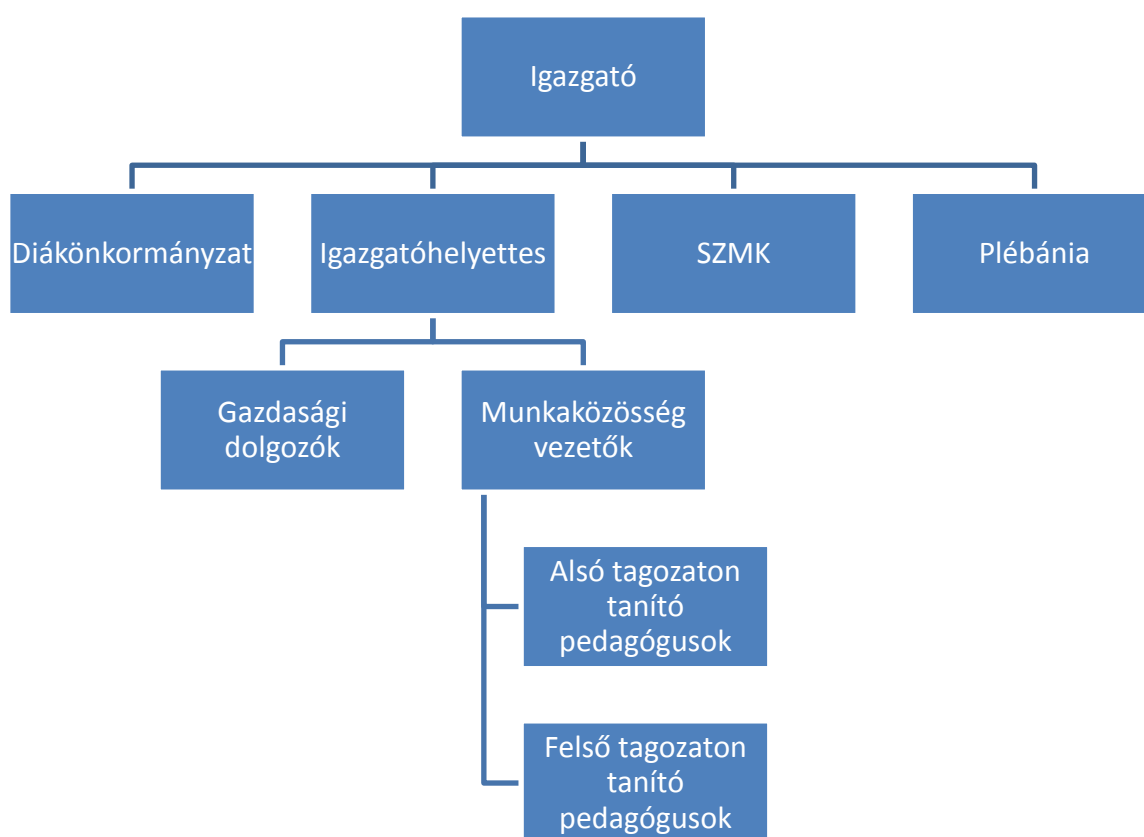 Igazgató
Diákönkormányzat
Igazgatóhelyettes
SZMK
Plébánia
Gazdasági
dolgozók
Munkaközösség
vezetők
Alsó tagozaton
tanító
pedagógusok
Felső tagozaton
tanító
pedagógusok